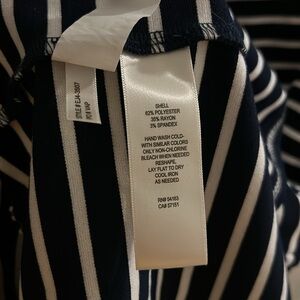 SHELL
62% POLYESTER
35% RAYON
3% SPANDEX
HAND WASH COLD-
WITH SIMILAR COLORS
ONLY NON-CHLORINE
BLEACH WHEN NEEDED
RESHAPE,
LAY FLAT TO DRY
COOL IRON
AS NEEDED
RN# 54163
CA# 57151
STYLE #